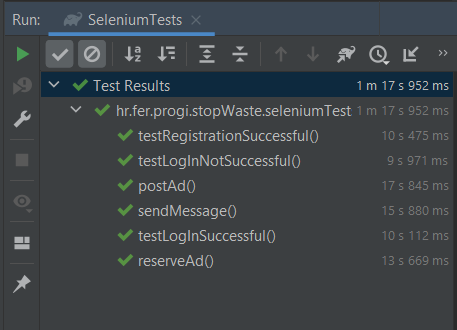 Run: SeleniumTests
Test Results 1 m 17 s 952 ms
hr.fer.progi.stopWaste.seleniumTest 1 m 17 s 952 ms
testRegistrationSuccessful() 10 s 475 ms
testLogInNotSuccessful() 9 s 971 ms
postAd() 17 s 845 ms
sendMessage() 15 s 880 ms
testLogInSuccessful() 10 s 112 ms
reserveAd() 13 s 669 ms